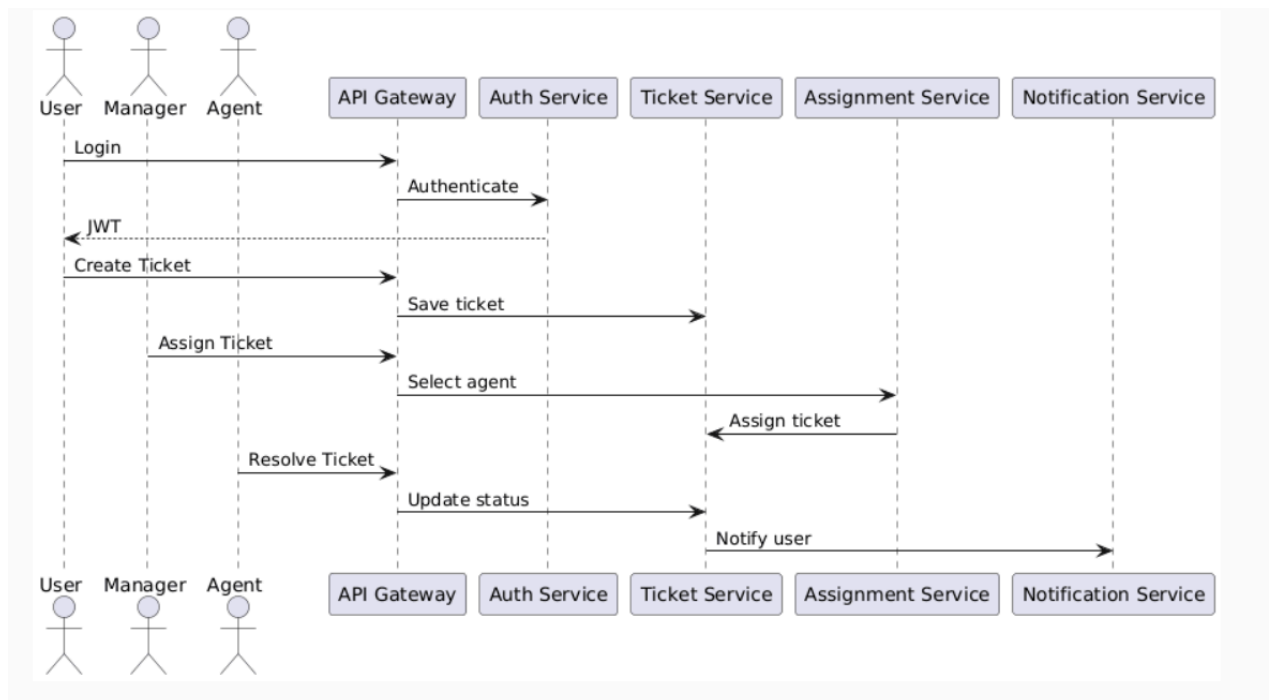 User Manager Agent API Gateway Auth Service Ticket Service Assignment Service Notification Service
Login
Authenticate
JWT
Create Ticket
Save ticket
Assign Ticket
Select agent
Assign ticket
Resolve Ticket
Update status
Notify user
User Manager Agent API Gateway Auth Service Ticket Service Assignment Service Notification Service